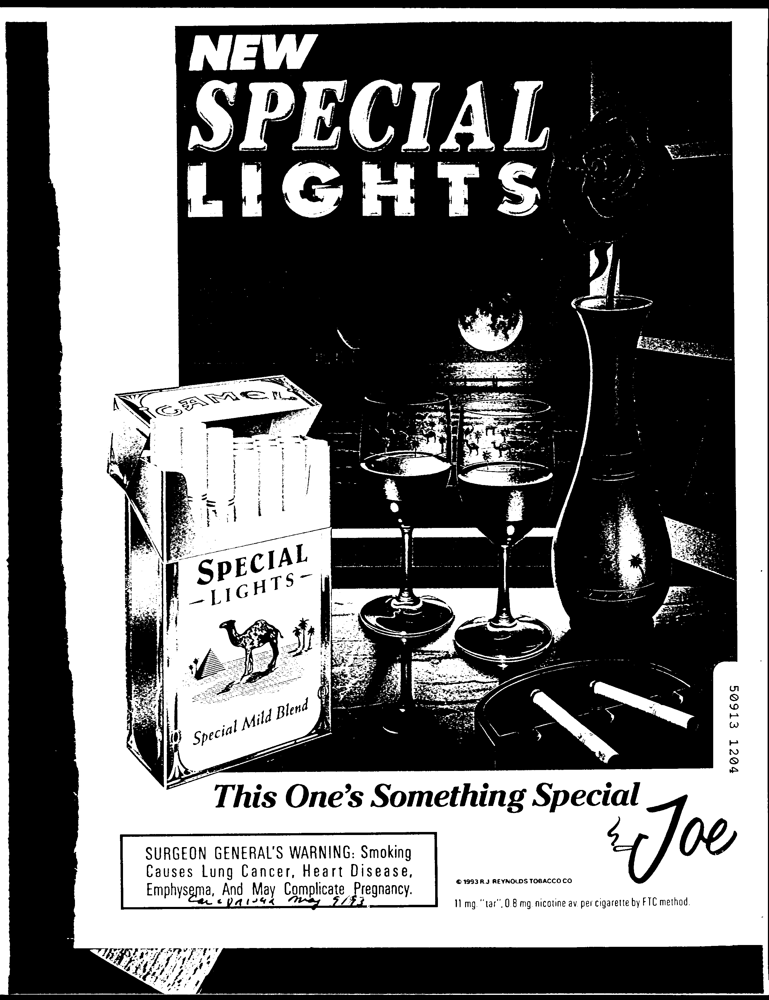 NEW
SPECIAL
LIGHTS
CAMEL
SPECIAL
LIGHTS
Special Mild Blend
50913 1204
This One's Something Special
Joe
SURGEON GENERAL'S WARNING: Smoking
Causes Lung Cancer, Heart Disease,
Emphysema, And May Complicate Pregnancy.
5/93
© 1993 R.J. REYNOLDS TOBACCO CO
11 mg. "tar", 0.8 mg. nicotine av. per cigarette by FTC method.